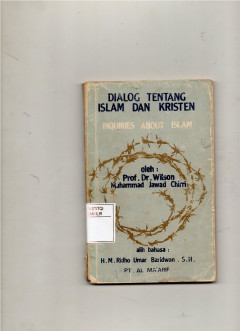 DIALOG TENTANG
ISLAM DAN KRISTEN
INQUIRIES ABOUT ISLAM
oleh :
Prof. Dr. Wilson
Muhammad Jawad Chirri
alih bahasa :
H.M. Ridho Umar Baridwan, S.H.
PT. AL MA'ARIF